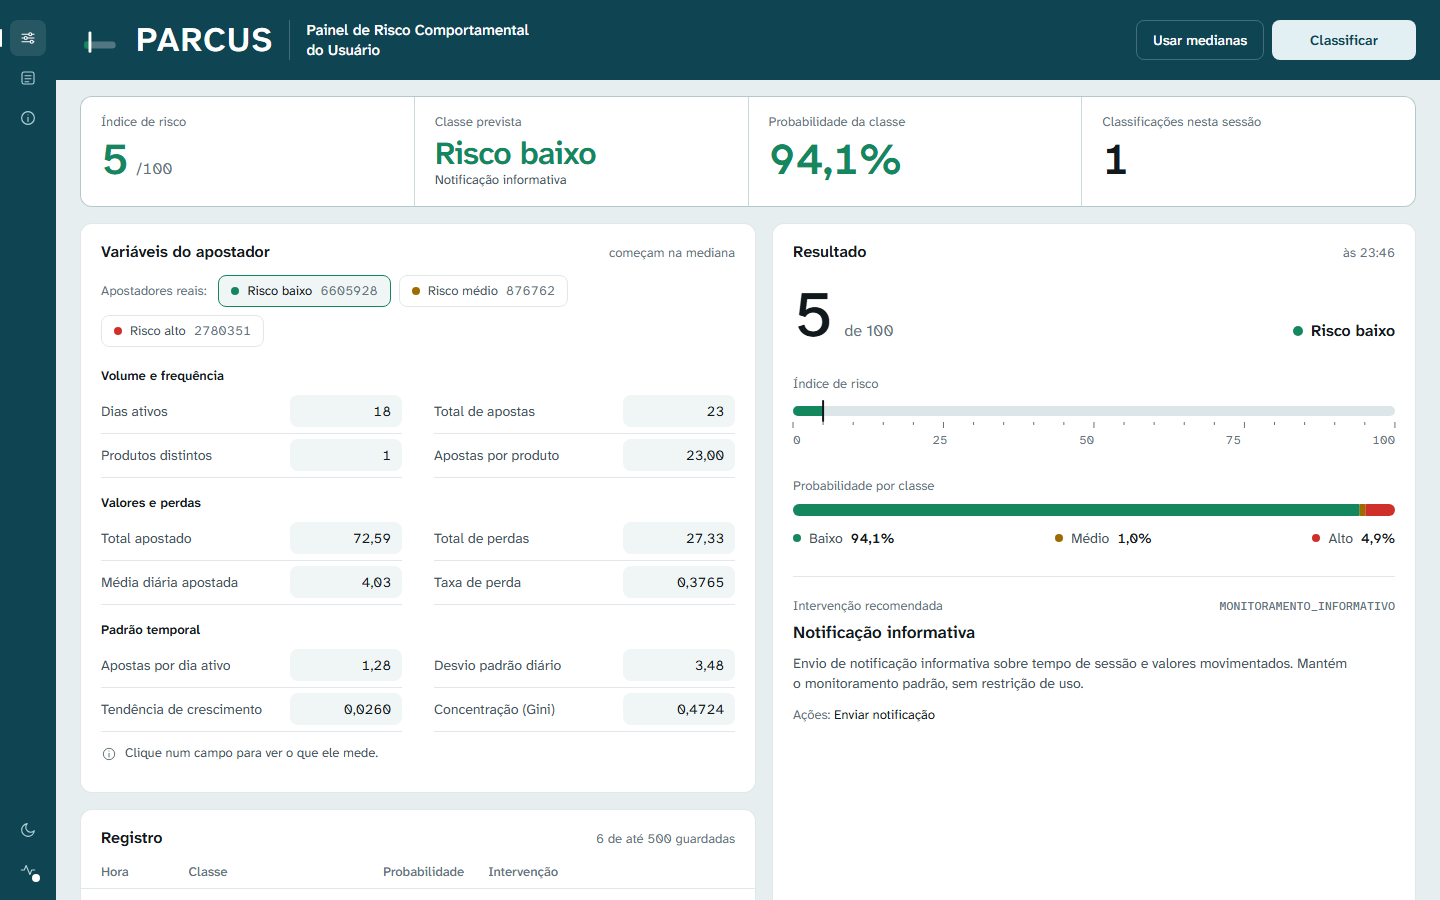 PARCUS
Painel de Risco Comportamental
do Usuário
Usar medianas
Classificar
Índice de risco
5 /100
Classe prevista
Risco baixo
Notificação informativa
Probabilidade da classe
94,1%
Classificações nesta sessão
1
Variáveis do apostador
começam na mediana
Apostadores reais:
Risco baixo 6605928
Risco médio 876762
Risco alto 2780351
Volume e frequência
Dias ativos 18
Total de apostas 23
Produtos distintos 1
Apostas por produto 23,00
Valores e perdas
Total apostado 72,59
Total de perdas 27,33
Média diária apostada 4,03
Taxa de perda 0,3765
Padrão temporal
Apostas por dia ativo 1,28
Desvio padrão diário 3,48
Tendência de crescimento 0,0260
Concentração (Gini) 0,4724
Clique num campo para ver o que ele mede.
Registro
6 de até 500 guardadas
Hora Classe Probabilidade Intervenção
Resultado
às 23:46
5 de 100
Risco baixo
Índice de risco
0 25 50 75 100
Probabilidade por classe
Baixo 94,1%
Médio 1,0%
Alto 4,9%
Intervenção recomendada
MONITORAMENTO_INFORMATIVO
Notificação informativa
Envio de notificação informativa sobre tempo de sessão e valores movimentados. Mantém
o monitoramento padrão, sem restrição de uso.
Ações: Enviar notificação